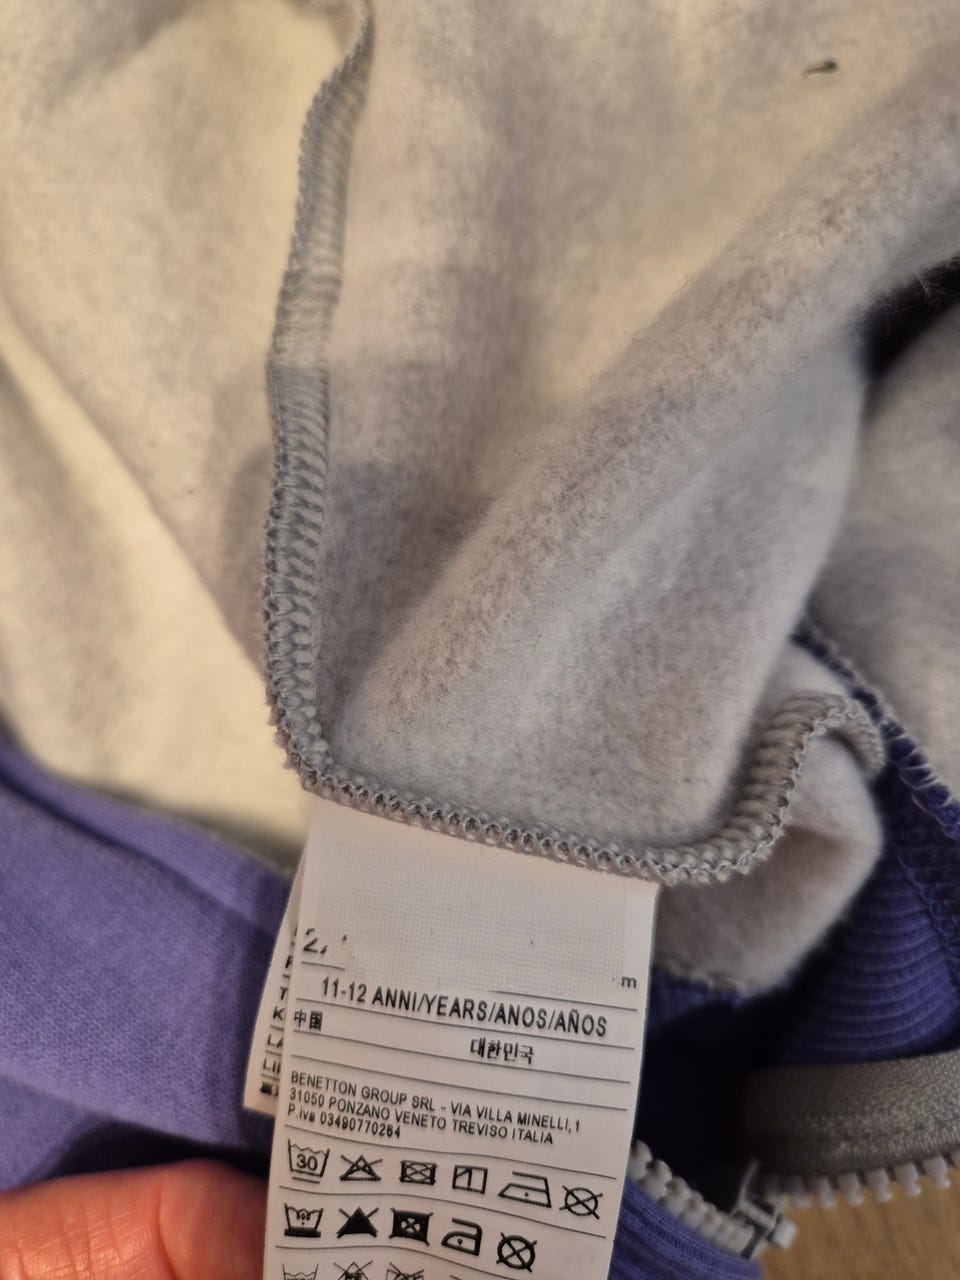 m
11-12 ANNI/YEARS/ANOS/AÑOS
中国
대한민국
BENETTON GROUP SRL - VIA VILLA MINELLI,1
31050 PONZANO VENETO TREVISO ITALIA
P.iva 03490770264
30